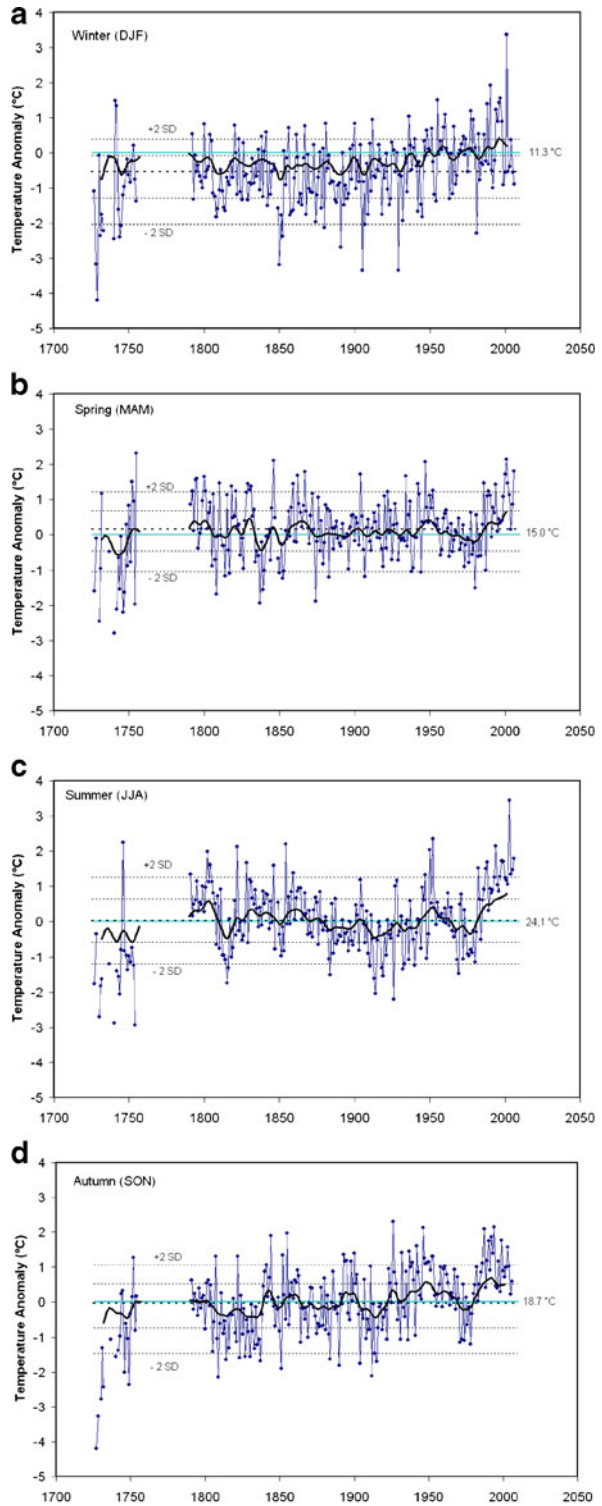 a
Winter (DJF)
Temperature Anomaly (°C)
4
3
2
1
0
-1
-2
-3
-4
-5
+2 SD
- 2 SD
11.3 °C
1700 1750 1800 1850 1900 1950 2000 2050
b
Spring (MAM)
Temperature Anomaly (°C)
4
3
2
1
0
-1
-2
-3
-4
-5
+2 SD
- 2 SD
15.0 °C
1700 1750 1800 1850 1900 1950 2000 2050
c
Summer (JJA)
Temperature Anomaly (°C)
4
3
2
1
0
-1
-2
-3
-4
-5
+2 SD
- 2 SD
24,1 °C
1700 1750 1800 1850 1900 1950 2000 2050
d
Autumn (SON)
Temperature Anomaly (°C)
4
3
2
1
0
-1
-2
-3
-4
-5
+2 SD
- 2 SD
18.7 °C
1700 1750 1800 1850 1900 1950 2000 2050